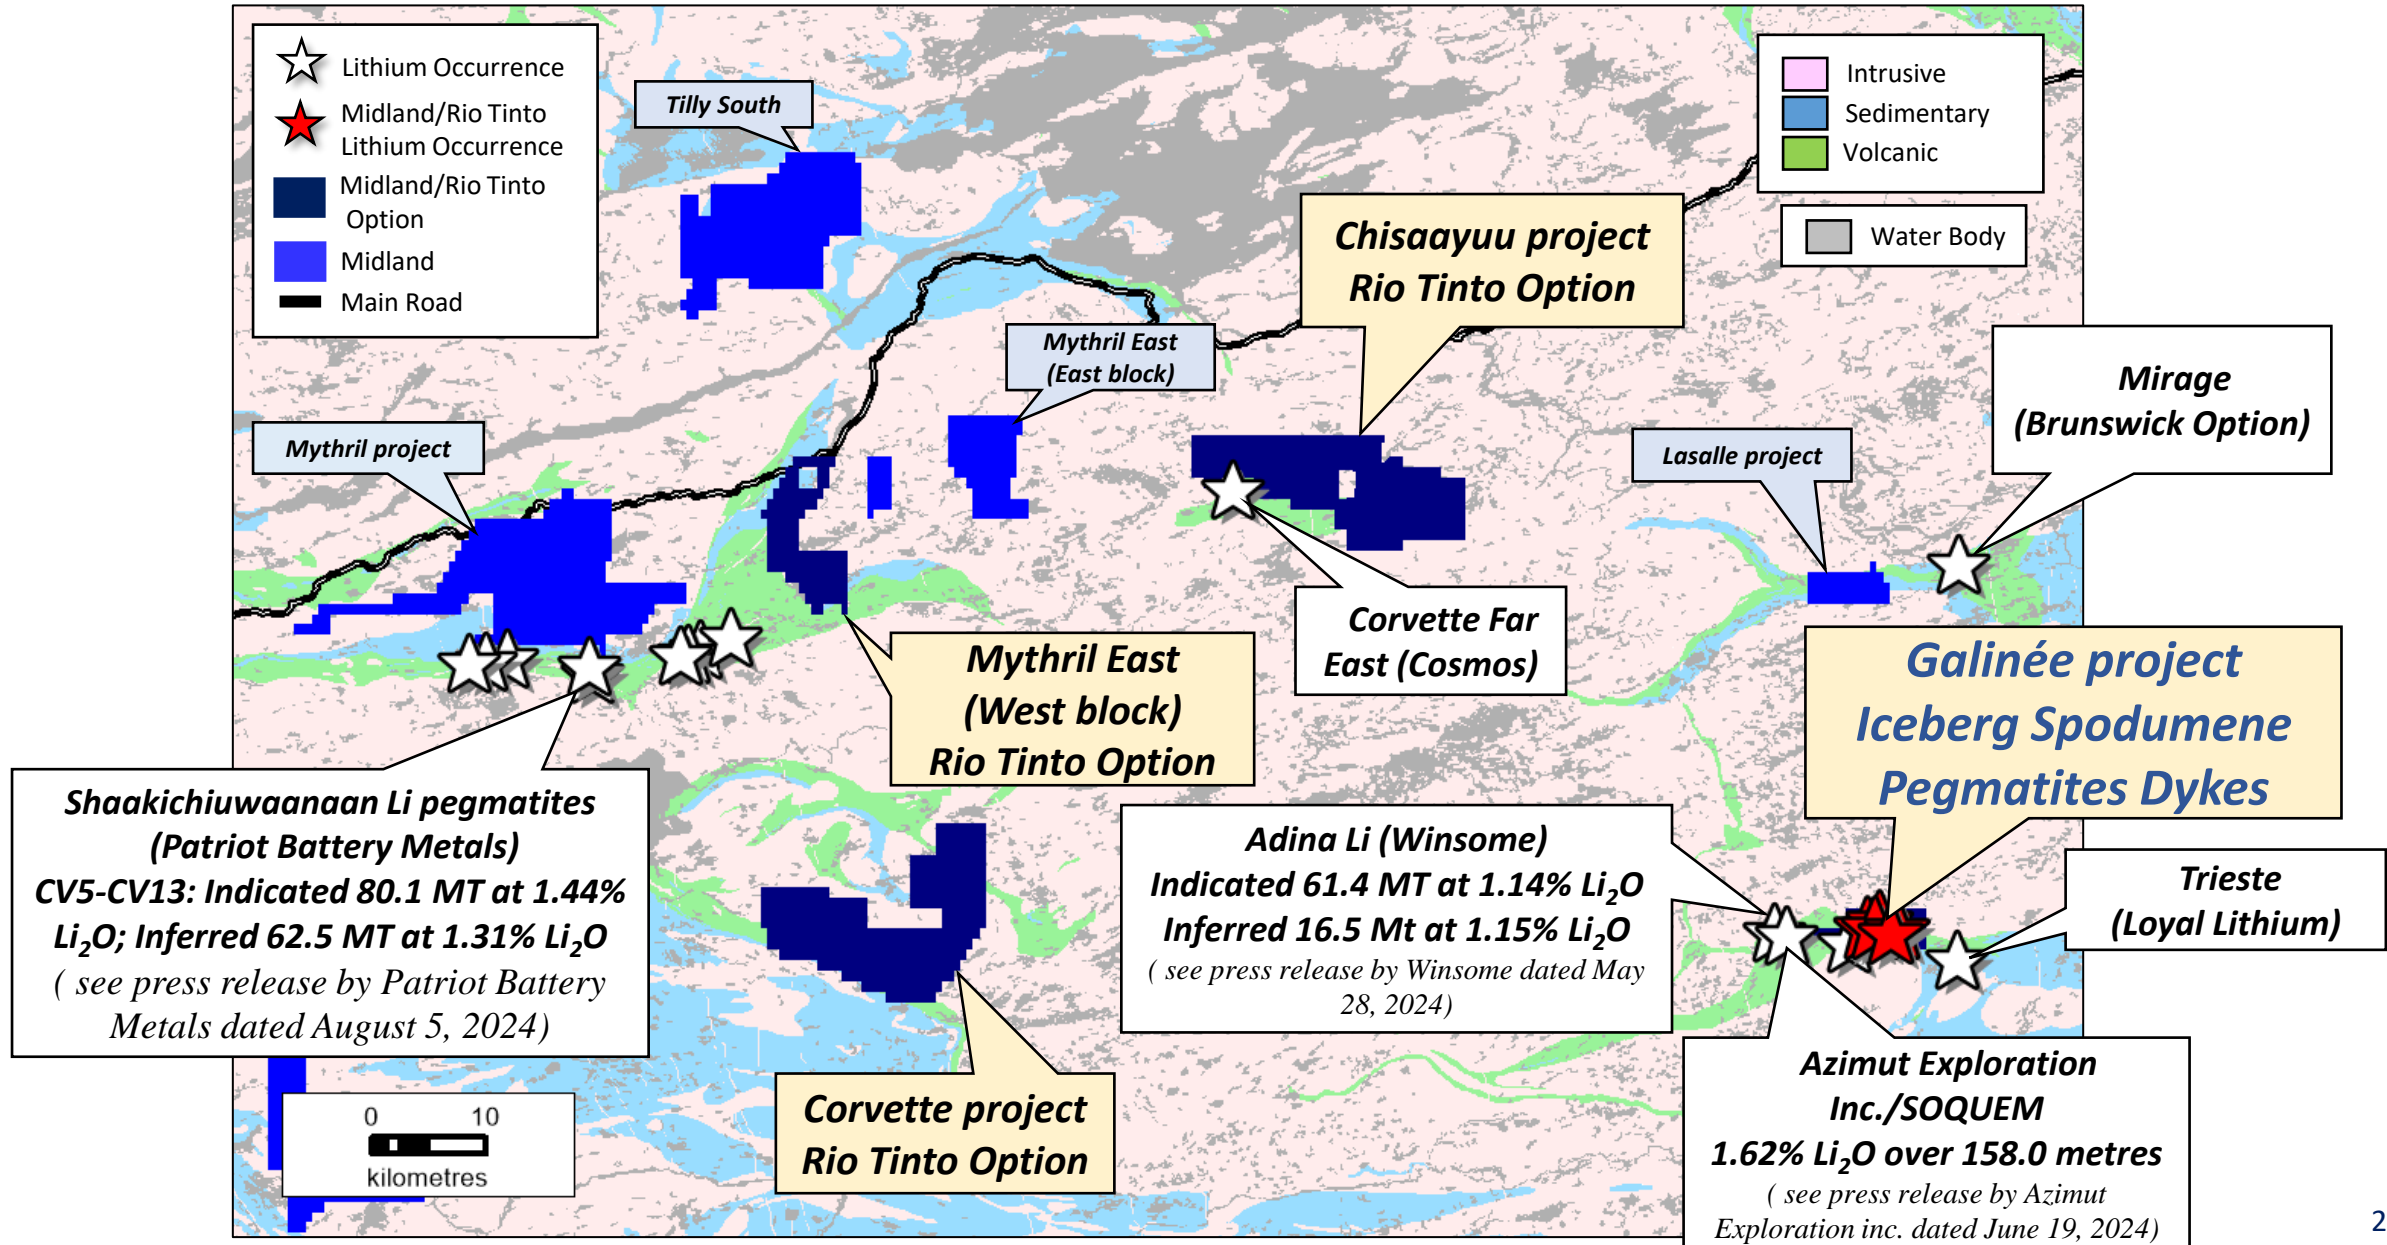 Lithium Occurrence
Midland/Rio Tinto
Lithium Occurrence
Midland/Rio Tinto
Option
Midland
Main Road
Tilly South
Intrusive
Sedimentary
Volcanic
Water Body
Chisaayuu project
Rio Tinto Option
Mythril East
(East block)
Mirage
(Brunswick Option)
Mythril project
Lasalle project
Corvette Far
East (Cosmos)
Mythril East
(West block)
Rio Tinto Option
Galinée project
Iceberg Spodumene
Pegmatites Dykes
Shaakichiuwaanaan Li pegmatites
(Patriot Battery Metals)
CV5-CV13: Indicated 80.1 MT at 1.44%
Li₂O; Inferred 62.5 MT at 1.31% Li₂O
( see press release by Patriot Battery
Metals dated August 5, 2024)
Adina Li (Winsome)
Indicated 61.4 MT at 1.14% Li₂O
Inferred 16.5 Mt at 1.15% Li₂O
( see press release by Winsome dated May
28, 2024)
Trieste
(Loyal Lithium)
Corvette project
Rio Tinto Option
Azimut Exploration
Inc./SOQUEM
1.62% Li₂O over 158.0 metres
( see press release by Azimut
Exploration inc. dated June 19, 2024)
0 10
kilometres
2